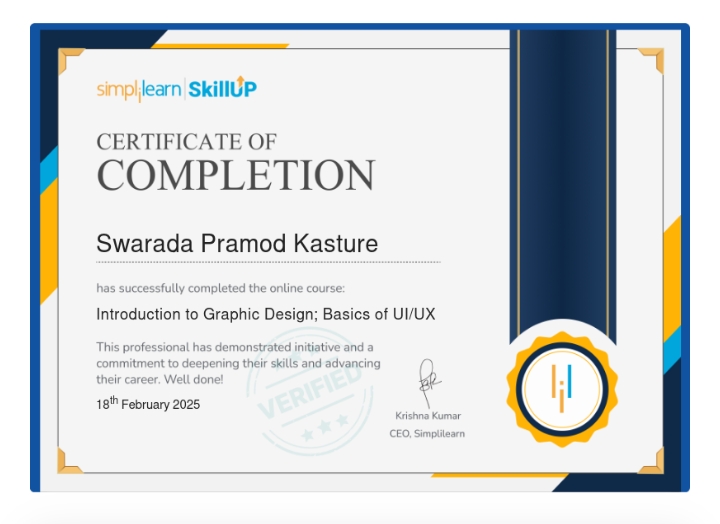 simplilearn | SkillUP
CERTIFICATE OF
COMPLETION
Swarada Pramod Kasture
has successfully completed the online course:
Introduction to Graphic Design; Basics of UI/UX
This professional has demonstrated initiative and a
commitment to deepening their skills and advancing
their career. Well done!
VERIFIED
18th February 2025
Krishna Kumar
CEO, Simplilearn